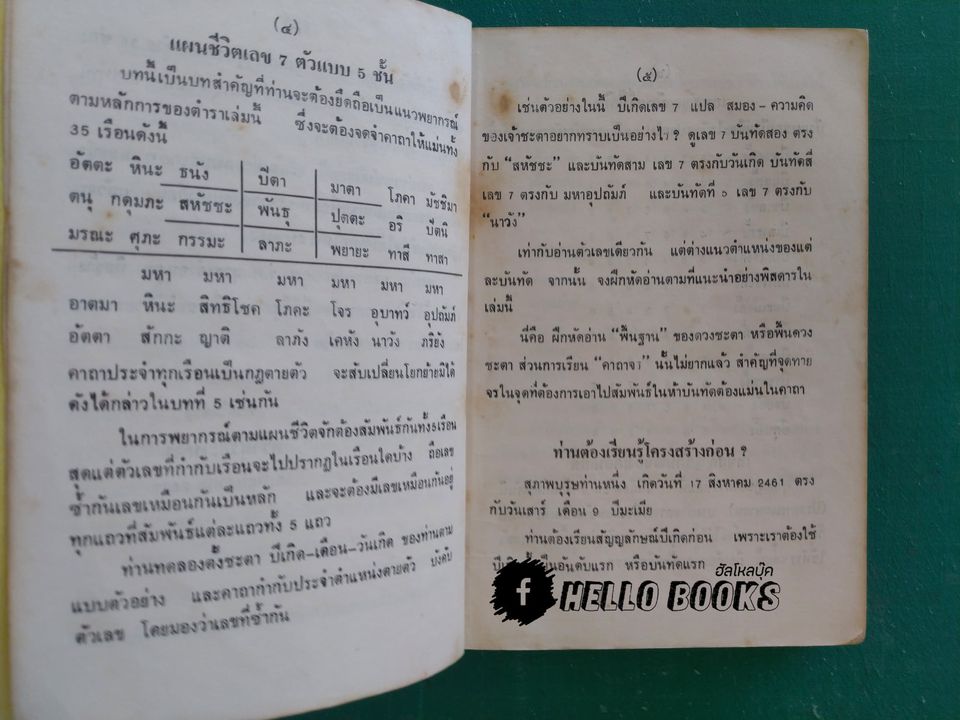 (๔)
แผนชีวิตเลข 7 ตัวแบบ 5 ชั้น
บทนี้เป็นบทสำคัญที่ท่านจะต้องยึดถือเป็นแนวพยากรณ์
ตามหลักการของตำราเล่มนี้ ซึ่งจะต้องจดจำคาถาให้แม่นทั้ง
35 เรือนดังนี้
อัตตะ หินะ ธนัง ปีตา มาตา โภคา มัชชิมา
ตนุ กดุมภะ สหัชชะ พันธุ ปุตตะ อริ ปัตนิ
มรณะ ศุภะ กรรมะ ลาภะ พยายะ ทาสี ทาสา
มหา มหา มหา มหา มหา มหา
อาตมา หินะ สิทธิโชค โภคะ โจร อุบาทว์ อุปถัมภ์
อัตตา สักกะ ญาติ ลาภัง เคหัง นาวัง ภริยัง
คาถาประจำทุกเรือนเป็นกฎตายตัว จะสับเปลี่ยนโยกย้ายมิได้
ดังได้กล่าวในบทที่ 5 เช่นกัน
ในการพยากรณ์ตามแผนชีวิตจักต้องสัมพันธ์กันทั้ง5เรือน
สุดแต่ตัวเลขที่กำกับเรือนจะไปปรากฏในเรือนใดบ้าง ถือเลข
ซ้ำกันเลขเหมือนกันเป็นหลัก และจะต้องมีเลขเหมือนกันอยู่
ทุกแถวที่สัมพันธ์แต่ละแถวทั้ง 5 แถว
ท่านทดลองตั้งชะตา ปีเกิด-เดือน-วันเกิด ของท่านตาม
แบบตัวอย่าง และคาถากำกับประจำตำแหน่งตายตัว บังคับ
ตัวเลข โดยมองว่าเลขที่ซ้ำกัน
(๕)
เช่นตัวอย่างในนี้ ปีเกิดเลข 7 แปล สมอง - ความคิด
ของเจ้าชะตาอยากทราบเป็นอย่างไร ? ดูเลข 7 บันทัดสอง ตรง
กับ "สหัชชะ" และบันทัดสาม เลข 7 ตรงกับวันเกิด บันทัดสี่
เลข 7 ตรงกับ มหาอุปถัมภ์ และบันทัดที่ ๖ เลข 7 ตรงกับ
"นาวัง"
เท่ากับอ่านตัวเลขเดียวกัน แต่ต่างแนวตำแหน่งของแต่
ละบันทัด จากนั้น จงฝึกหัดอ่านตามที่แนะนำอย่างพิสดารใน
เล่มนี้
นี่คือ ฝึกหัดอ่าน "พื้นฐาน" ของดวงชะตา หรือพื้นดวง
ชะตา ส่วนการเรียน "คาถาจร" นั้นไม่ยากแล้ว สำคัญที่จุดทาย
จรในจุดที่ต้องการเอาไปสัมพันธ์ในห้าบันทัดต้องแม่นในคาถา
ท่านต้องเรียนรู้โครงสร้างก่อน ?
สุภาพบุรุษท่านหนึ่ง เกิดวันที่ 17 สิงหาคม 2461 ตรง
กับวันเสาร์ เดือน 9 ปีมะเมีย
ท่านต้องเรียนสัญญลักษณ์ปีเกิดก่อน เพราะเราต้องใช้
เป็นอันดับแรก หรือบันทัดแรก
ฮัลโหลบุ๊ค
f HELLO BOOKS